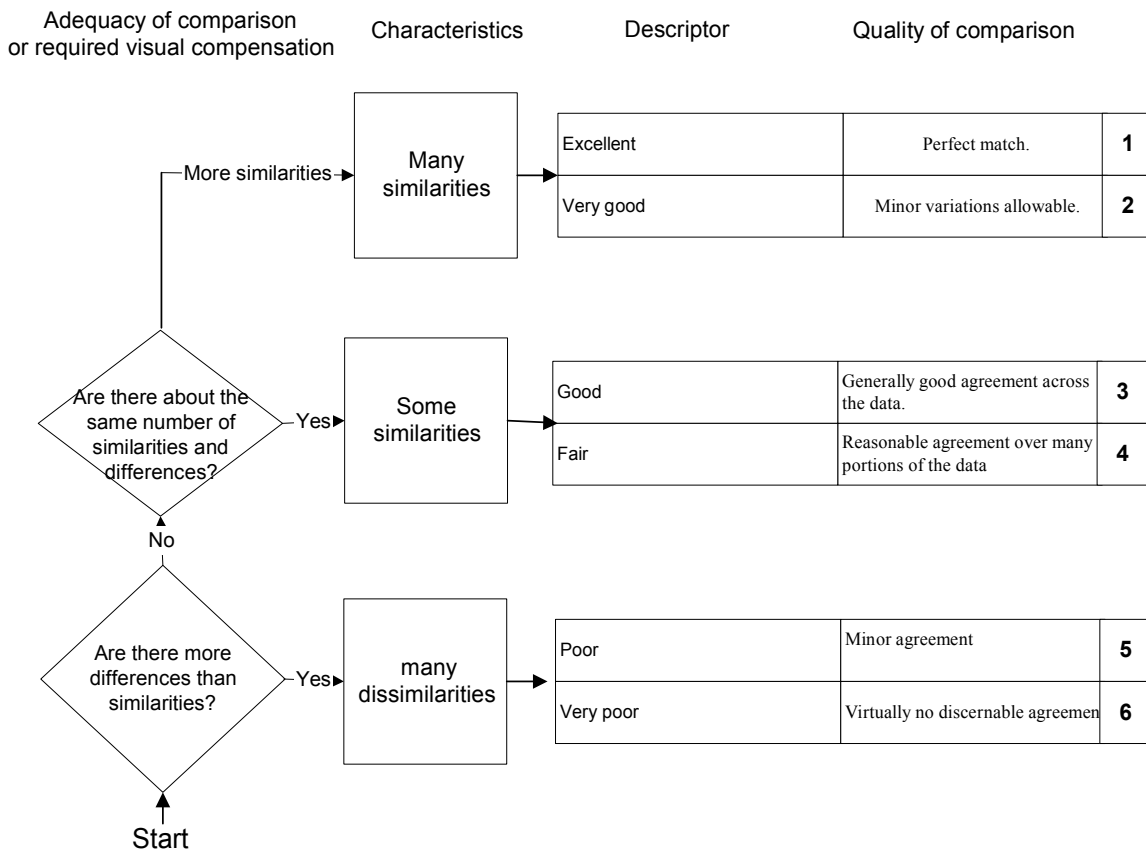 Adequacy of comparison
or required visual compensation
Characteristics
Descriptor
Quality of comparison
More similarities
Many
similarities
Excellent
Perfect match.
1
Very good
Minor variations allowable.
2
Are there about the
same number of
similarities and
differences?
Yes
Some
similarities
Good
Generally good agreement across
the data.
3
Fair
Reasonable agreement over many
portions of the data
4
No
Are there more
differences than
similarities?
Yes
many
dissimilarities
Poor
Minor agreement
5
Very poor
Virtually no discernable agreemen
6
Start